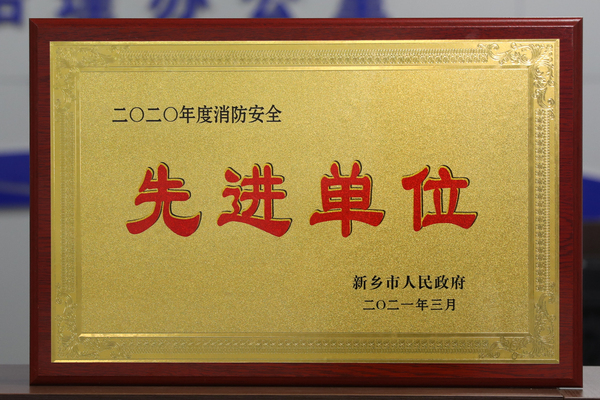 二〇二〇年度消防安全
先进单位
新乡市人民政府
二〇二一年三月